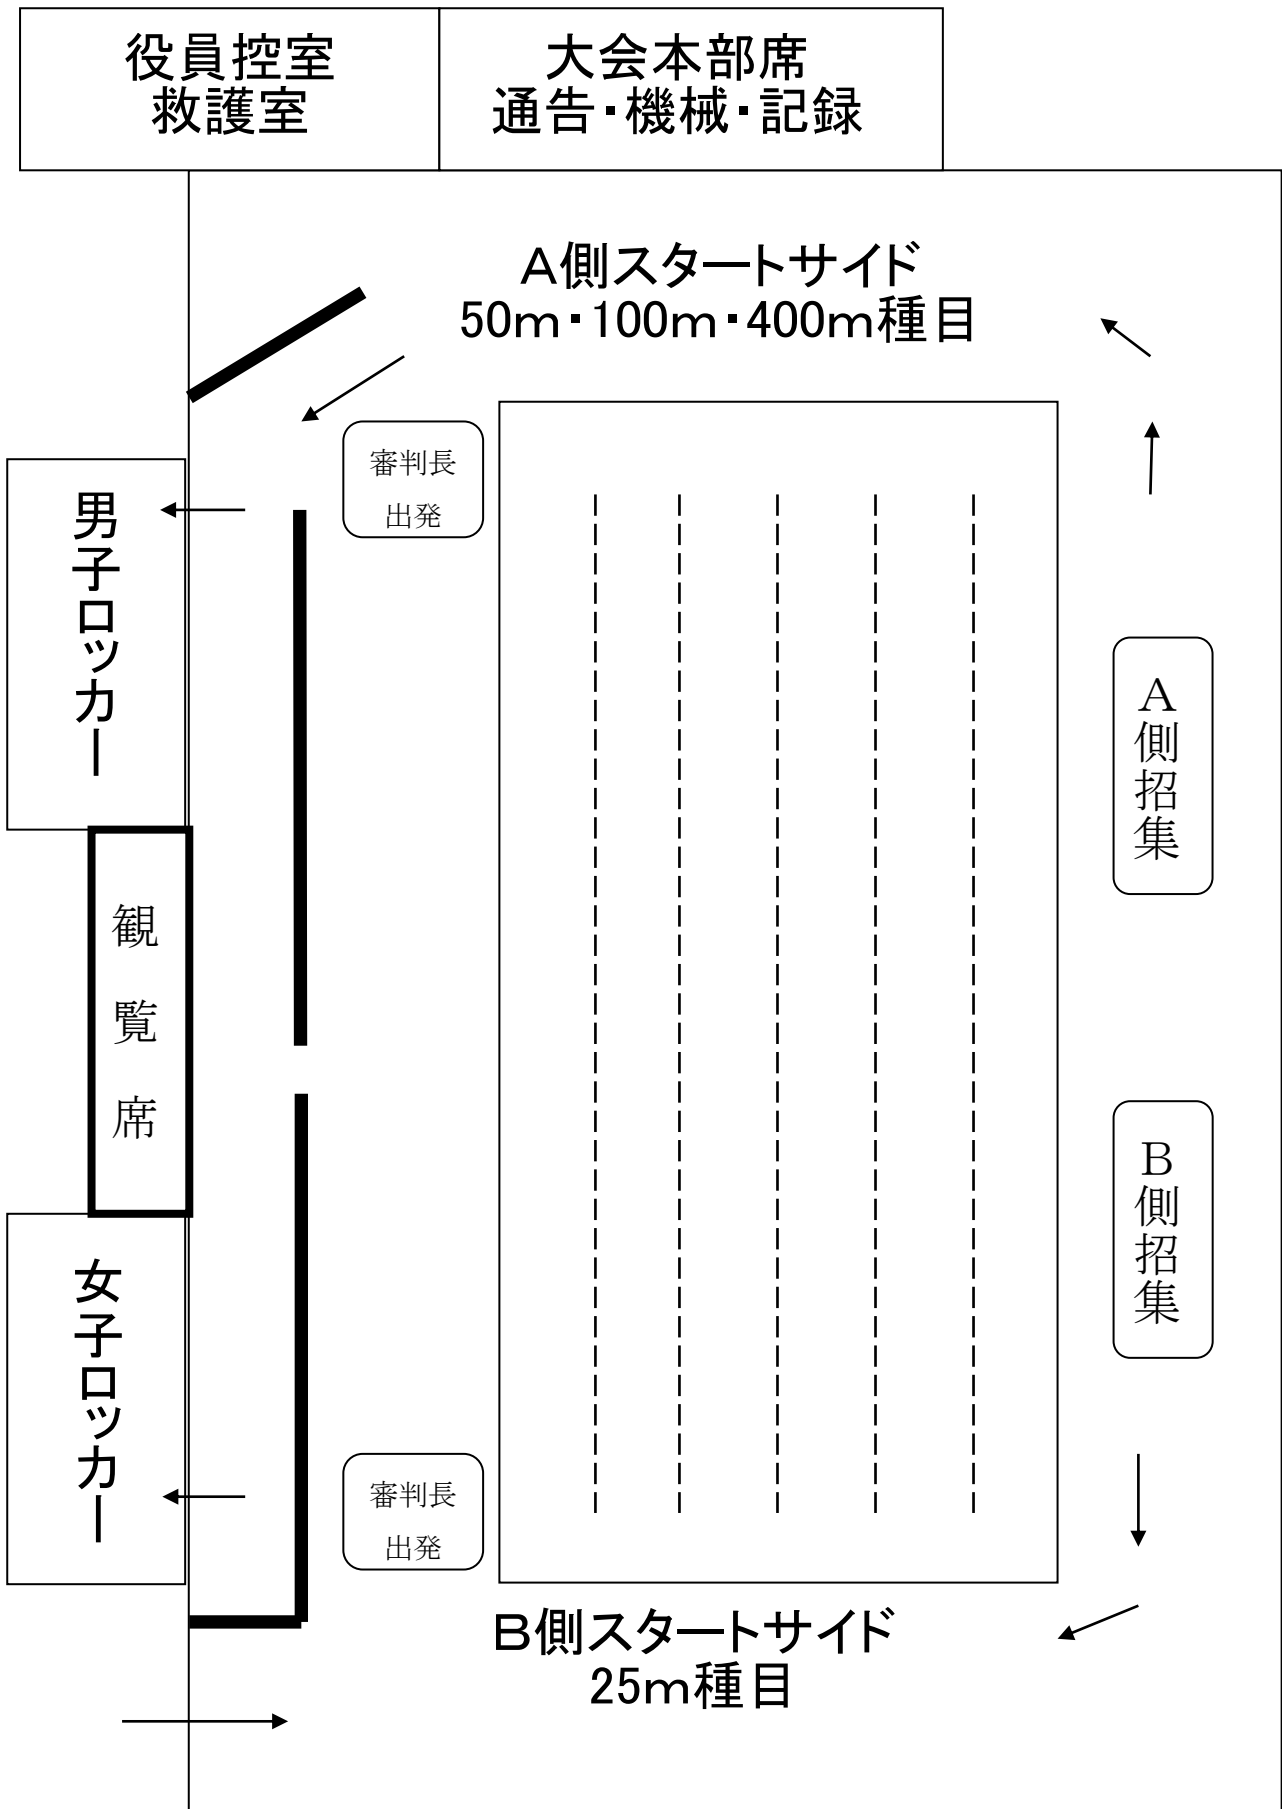 役員控室
救護室
大会本部席
通告・機械・記録
A側スタートサイド
50m・100m・400m種目
審判長
出発
男子ロッカー
A側招集
観覧席
B側招集
女子ロッカー
審判長
出発
B側スタートサイド
25m種目